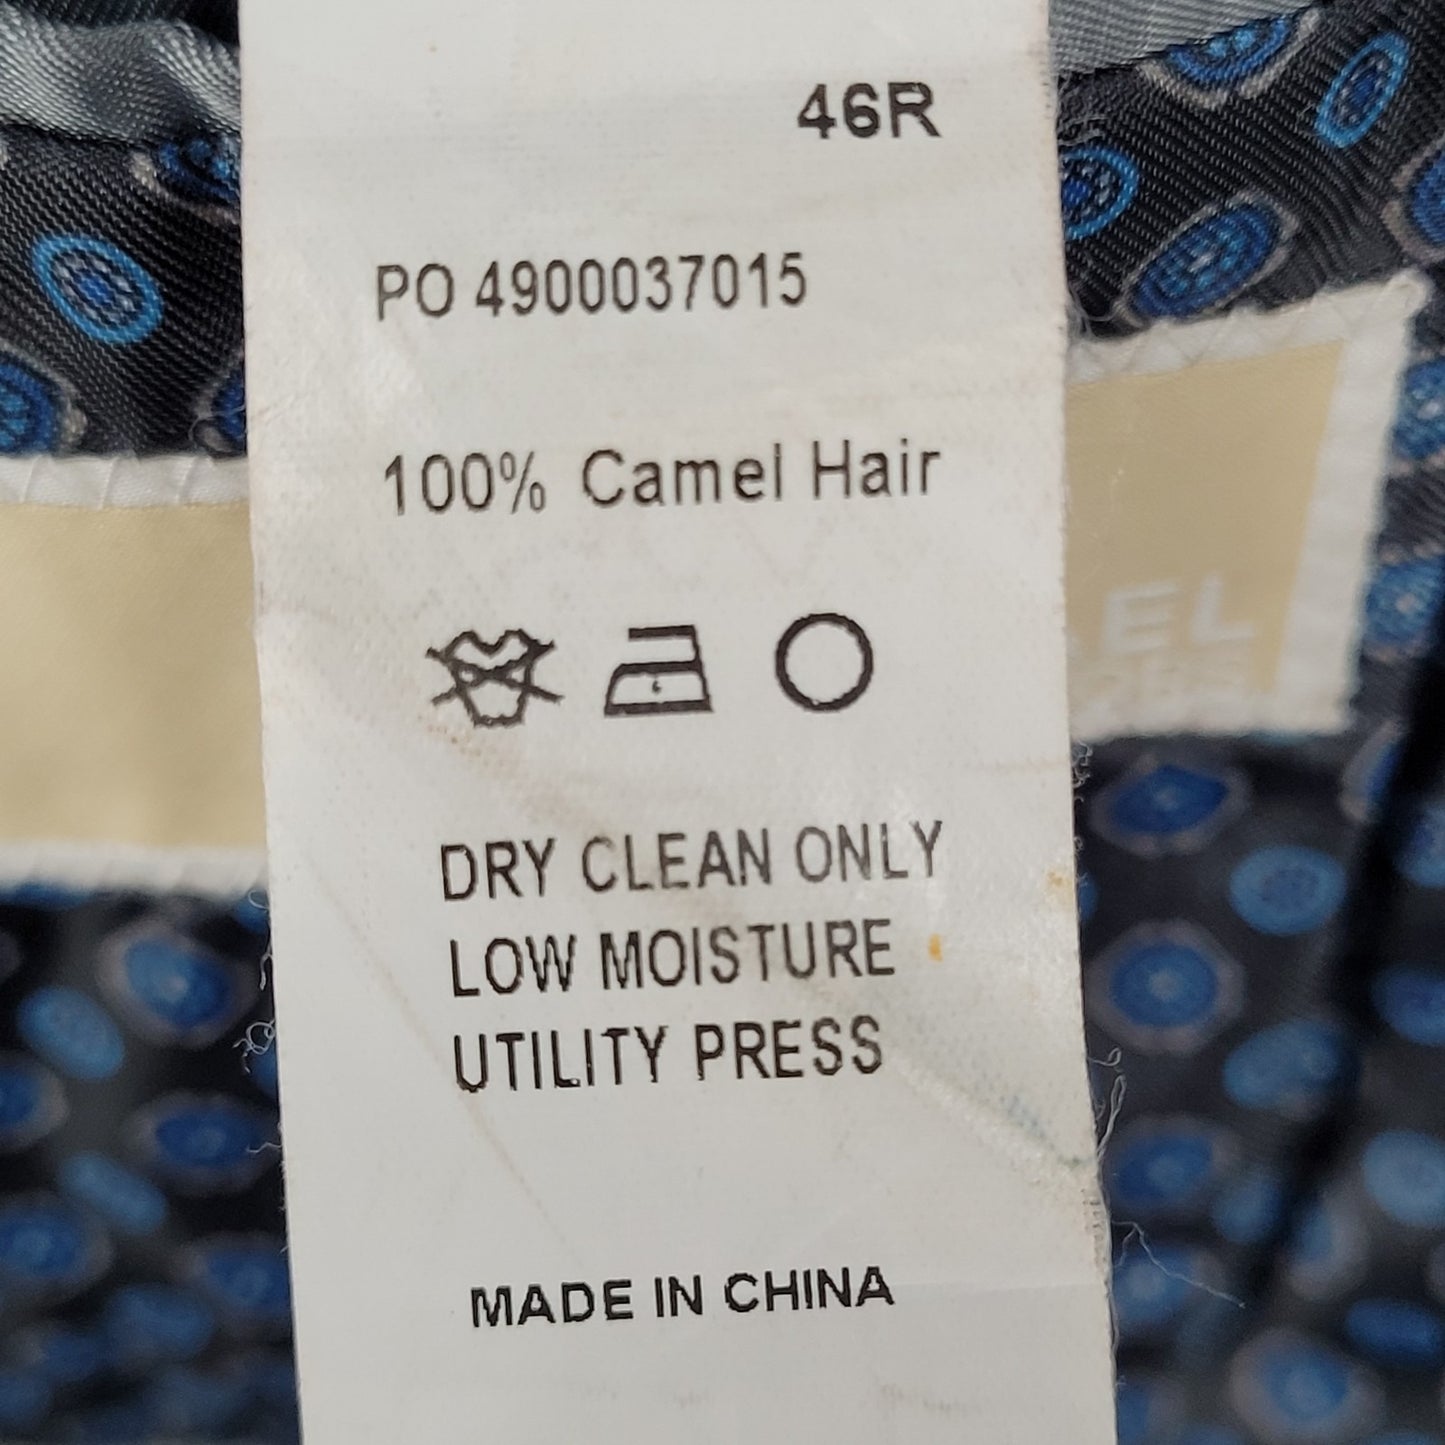 46R
PO 4900037015
100% Camel Hair
DRY CLEAN ONLY
LOW MOISTURE
UTILITY PRESS
MADE IN CHINA